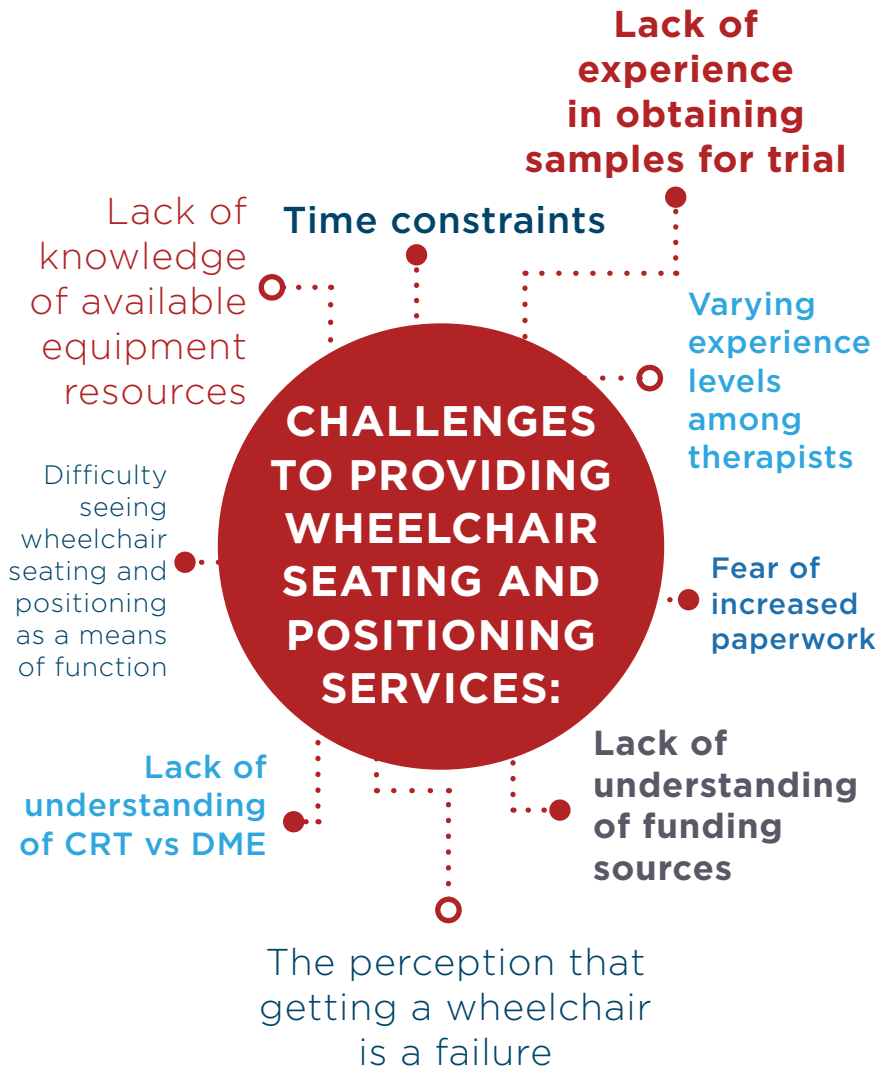 CHALLENGES
TO PROVIDING
WHEELCHAIR
SEATING AND
POSITIONING
SERVICES:
Lack of
experience
in obtaining
samples for trial
Varying
experience
levels
among
therapists
Fear of
increased
paperwork
Lack of
understanding
of funding
sources
The perception that
getting a wheelchair
is a failure
Lack of
understanding
of CRT vs DME
Difficulty
seeing
wheelchair
seating and
positioning
as a means
of function
Lack of
knowledge
of available
equipment
resources
Time constraints